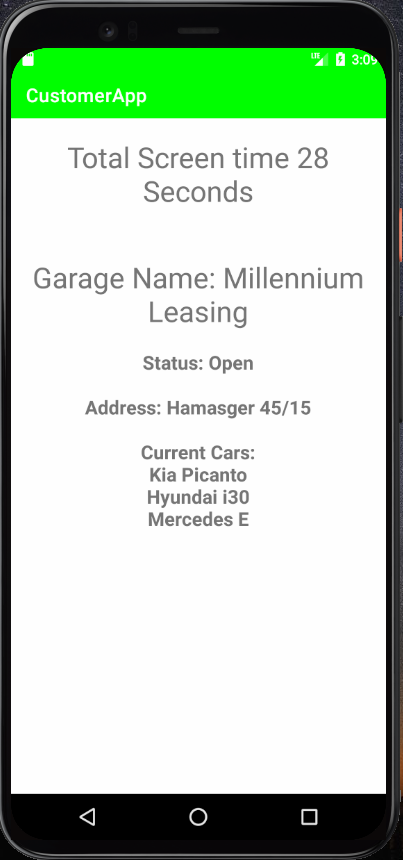 LTE 3:09
CustomerApp
Total Screen time 28
Seconds
Garage Name: Millennium
Leasing
Status: Open
Address: Hamasger 45/15
Current Cars:
Kia Picanto
Hyundai i30
Mercedes E